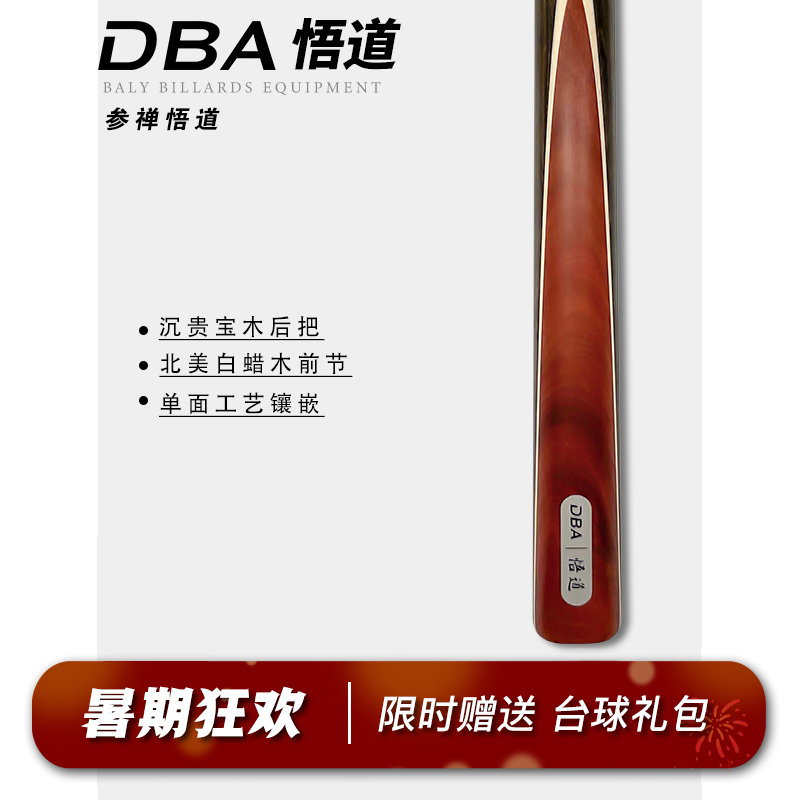 DBA 悟道
BALY BILLARDS EQUIPMENT
参禅悟道
沉贵宝木后把
北美白蜡木前节
单面工艺镶嵌
DBA 悟道
暑期狂欢
限时赠送 台球礼包